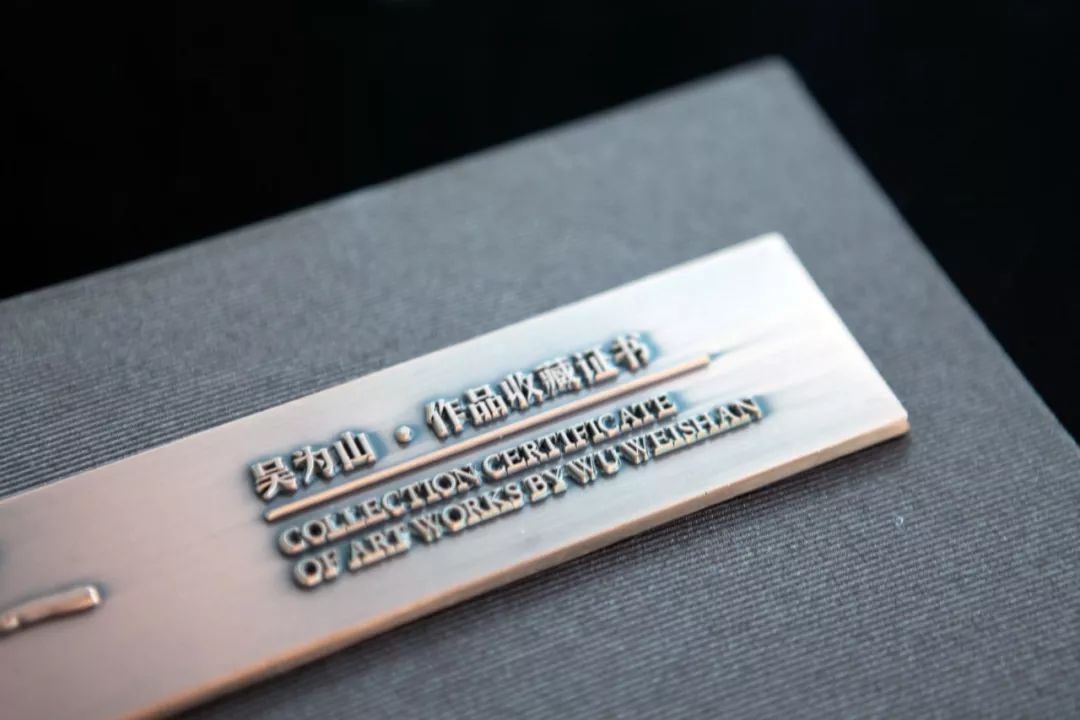 吴为山·作品收藏证书
COLLECTION CERTIFICATE
OF ART WORKS BY WU WEISHAN